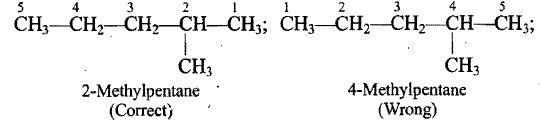 5 4 3 2 1 1 2 3 4 5
CH₃—CH₂—CH₂—CH—CH₃; CH₃—CH₂—CH₂—CH—CH₃;
CH₃ CH₃
2-Methylpentane 4-Methylpentane
(Correct) (Wrong)